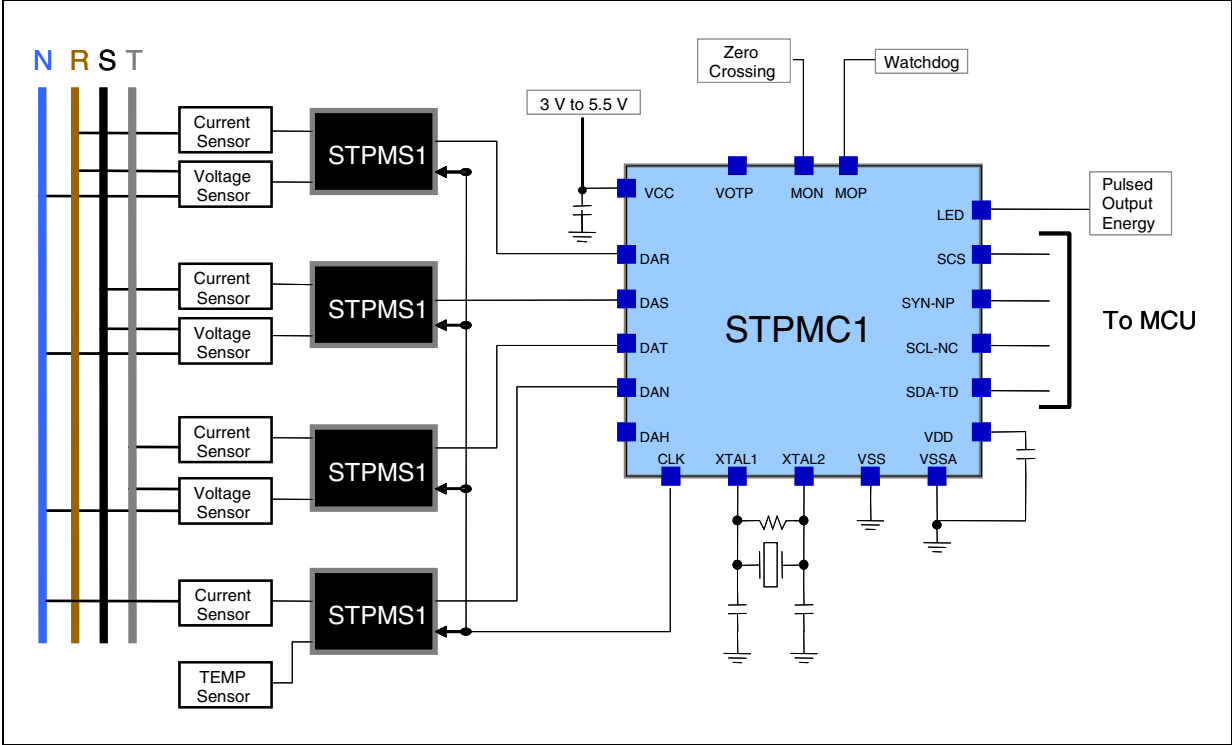 N R S T
Current
Sensor
Voltage
Sensor
STPMS1
Current
Sensor
Voltage
Sensor
STPMS1
Current
Sensor
Voltage
Sensor
STPMS1
Current
Sensor
TEMP
Sensor
STPMS1
3 V to 5.5 V
Zero
Crossing
Watchdog
VCC
VOTP
MON
MOP
LED
Pulsed
Output
Energy
DAR
DAS
DAT
DAN
DAH
STPMC1
SCS
SYN-NP
SCL-NC
SDA-TD
VDD
To MCU
CLK
XTAL1
XTAL2
VSS
VSSA